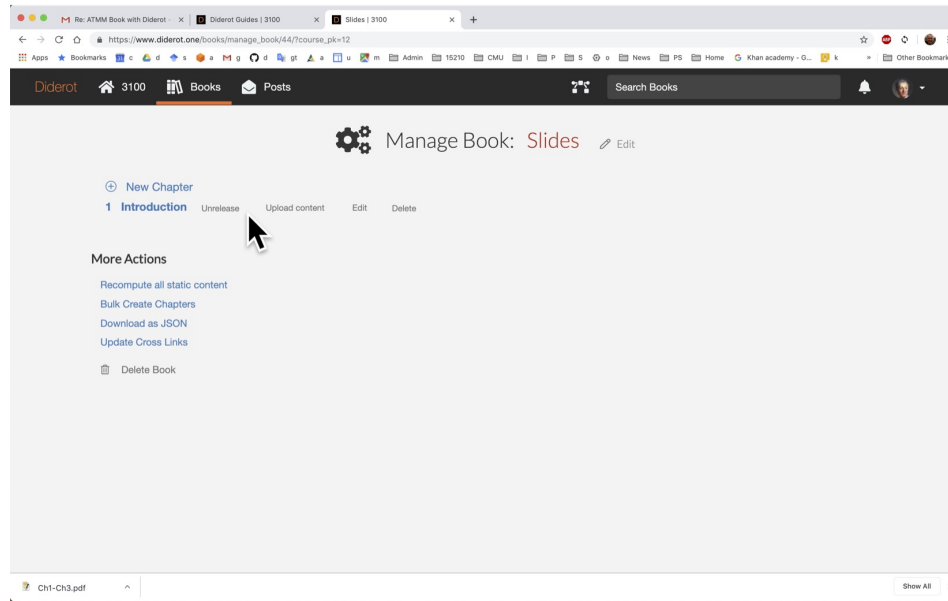 Re: ATMM Book with Diderot - Diderot Guides | 3100 Slides | 3100
https://www.diderot.one/books/manage_book/44/?course_pk=12
Apps Bookmarks c d s a g d gt a u m Admin 15210 CMU I P S o News PS Home Khan academy - G... k » Other Bookmark
Diderot 3100 Books Posts Search Books
Manage Book: Slides Edit
New Chapter
1 Introduction Unrelease Upload content Edit Delete
More Actions
Recompute all static content
Bulk Create Chapters
Download as JSON
Update Cross Links
Delete Book
Ch1-Ch3.pdf Show All